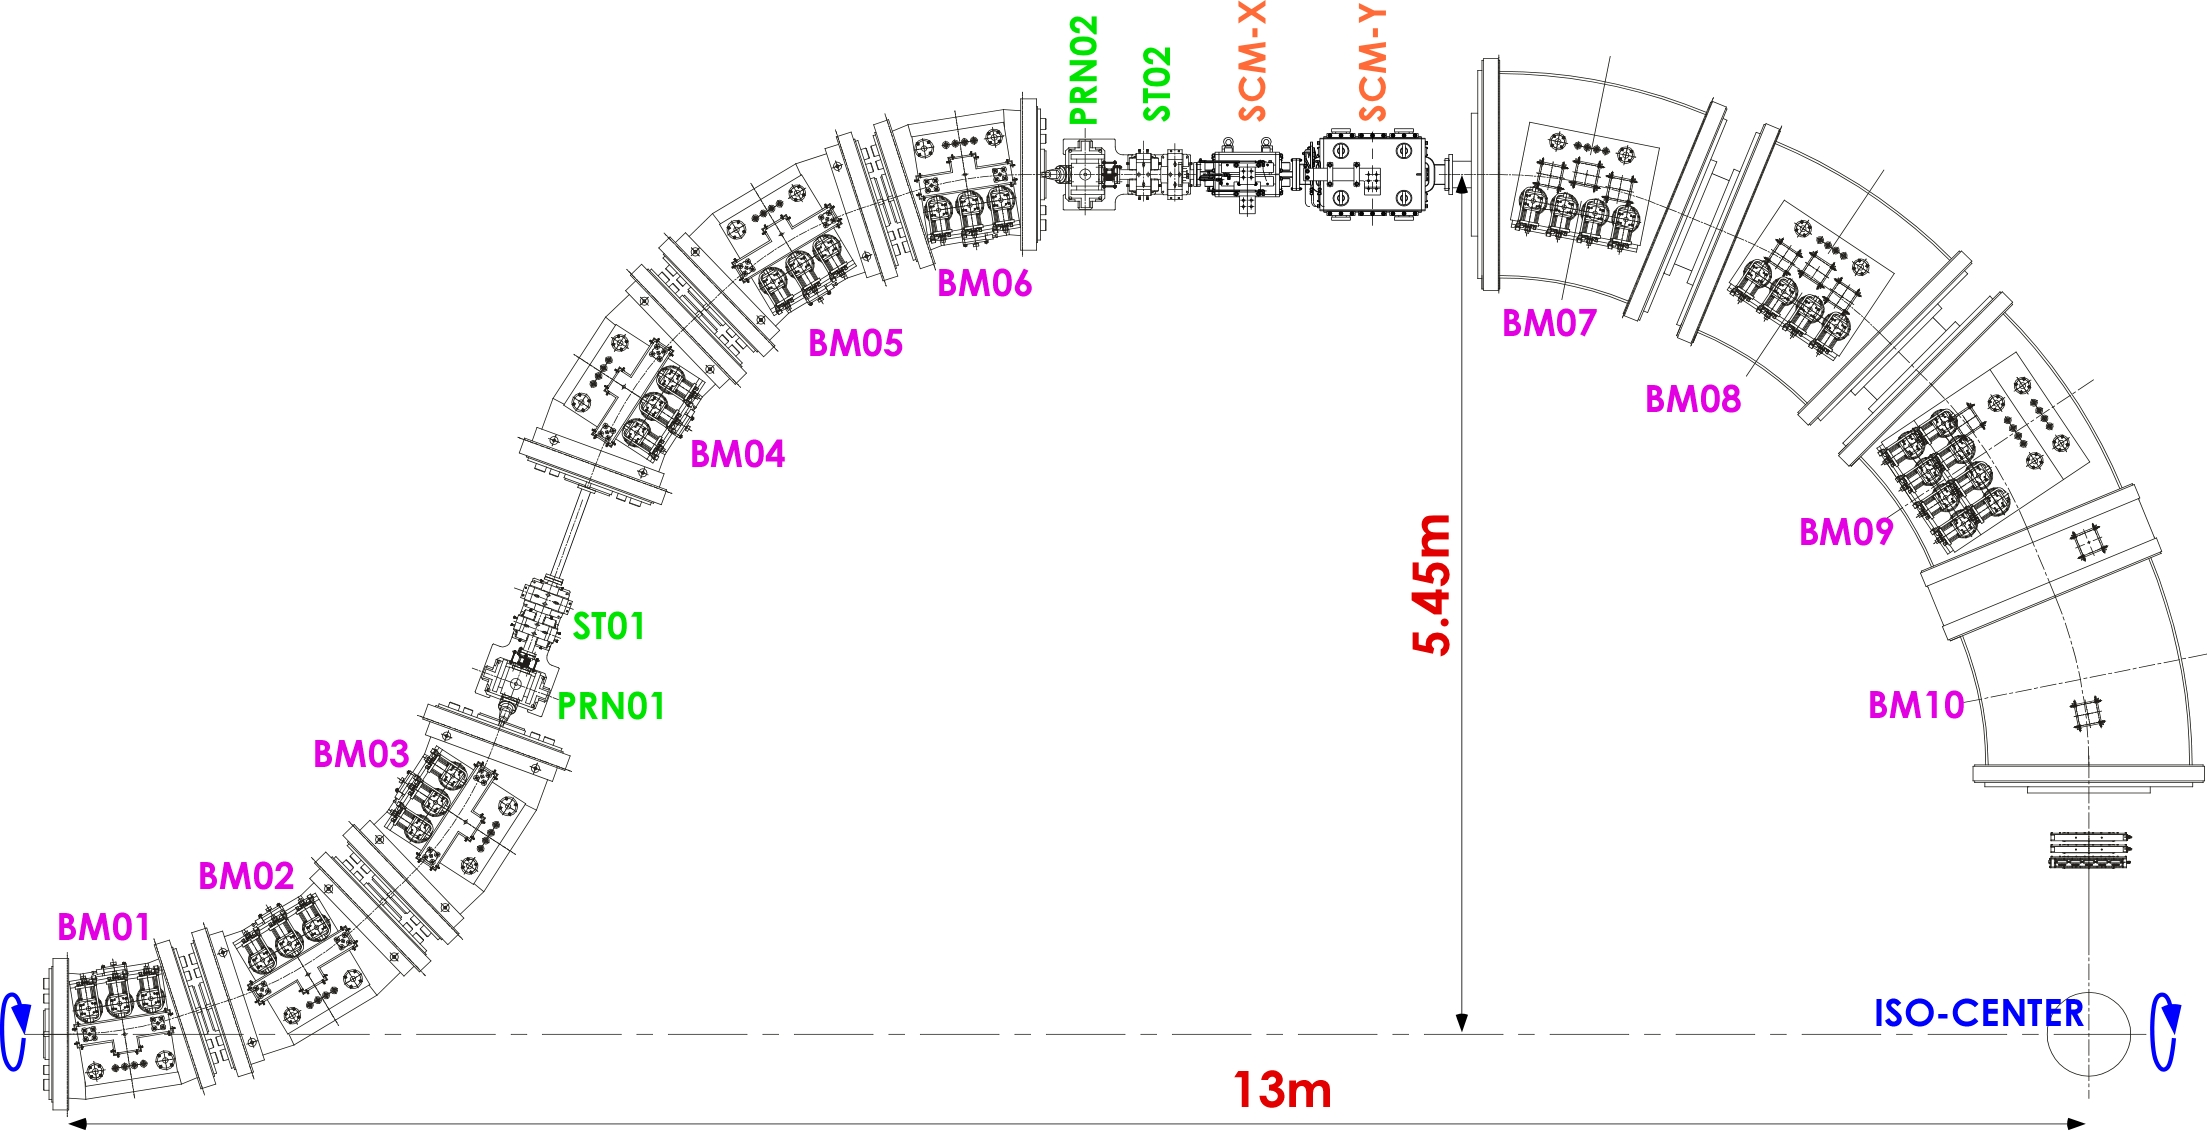 PRN02
ST02
SCM-X
SCM-Y
BM06
BM05
BM04
BM07
BM08
BM09
BM10
5.45m
ST01
PRN01
BM03
BM02
BM01
ISO-CENTER
13m